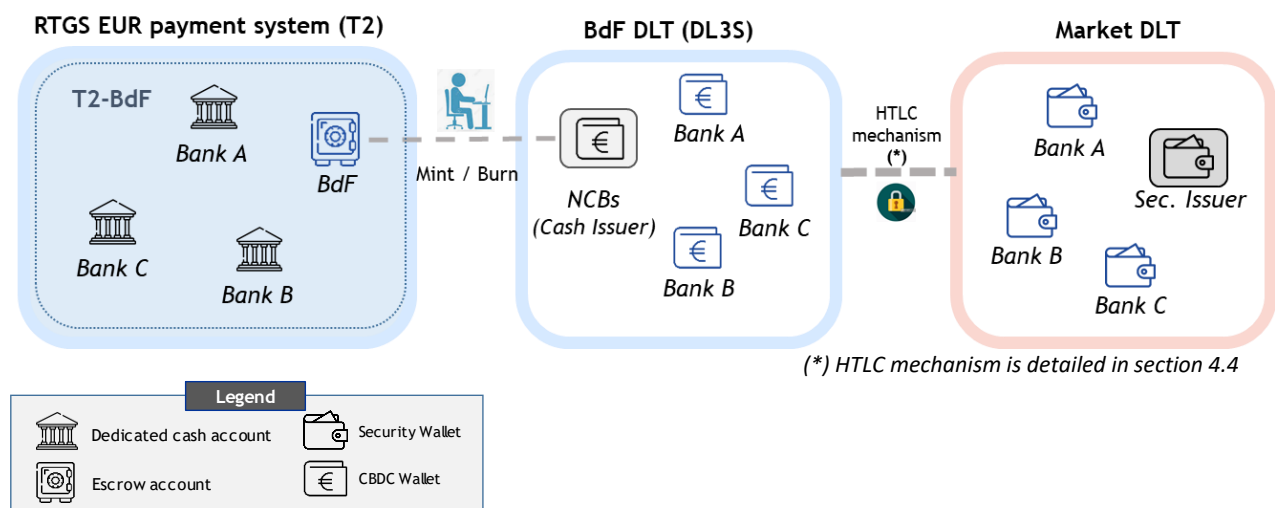 RTGS EUR payment system (T2)
T2-BdF
Bank A
BdF
Bank C
Bank B
Mint / Burn
BdF DLT (DL3S)
NCBs
(Cash Issuer)
€
€
Bank A
€
Bank C
€
Bank B
HTLC
mechanism
(*)
Market DLT
Bank A
Sec. Issuer
Bank B
Bank C
(*) HTLC mechanism is detailed in section 4.4
Legend
Dedicated cash account
Security Wallet
Escrow account
€
CBDC Wallet